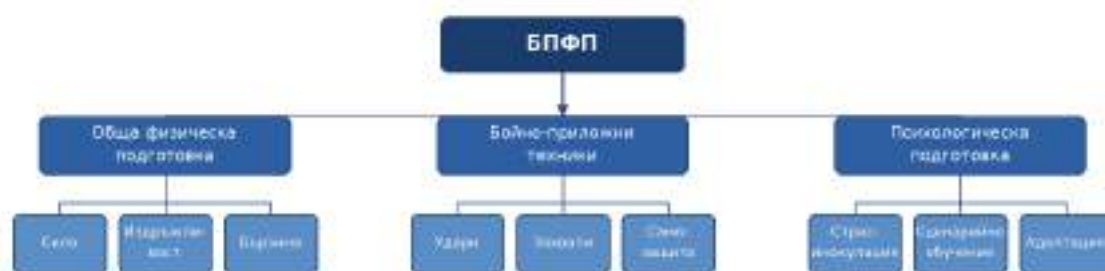 БПФП
Обща физическа
подготовка
Бойно-приложни
техники
Психологическа
подготовка
Сила
Издръжли-
вост
Бързина
Удари
Захвати
Само-
защита
Стрес-
инокулация
Сценарийно
обучение
Адаптация